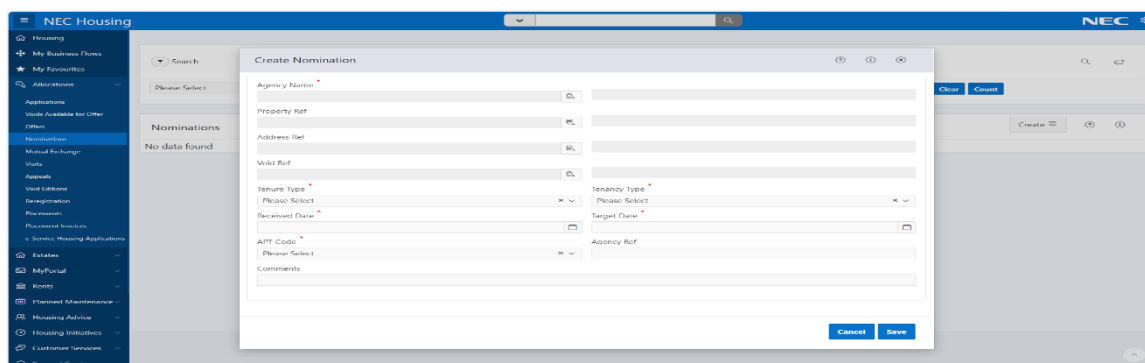 NEC Housing
NEC
Housing
My Business Flows
My Favourites
Allocations
Applications
Voids Available for Offer
Offers
Nominations
Mutual Exchange
Visits
Appeals
Void Editions
Reregistration
Placements
Placement Invoices
e Service Housing Applications
Estates
MyPortal
Rents
Planned Maintenance
Housing Advice
Housing Initiatives
Customer Services
Search
Please Select
Clear Count
Nominations
Create
No data found
Create Nomination
Agency Name *
Property Ref
Address Ref
Void Ref
Tenure Type * Tenancy Type *
Please Select Please Select
Received Date * Target Date *
APT Code * Agency Ref
Please Select
Comments
Cancel Save